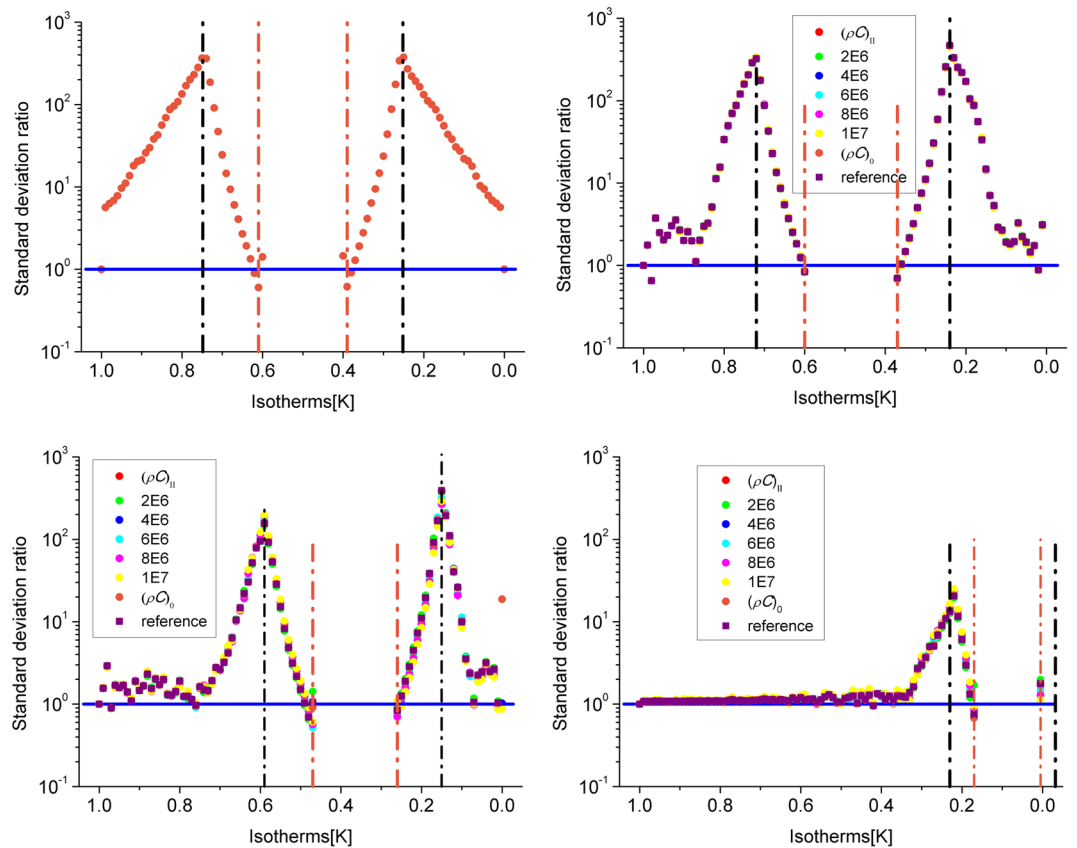 10³
10²
10¹
10⁰
10⁻¹
Standard deviation ratio
1.0 0.8 0.6 0.4 0.2 0.0
Isotherms[K]
10³
10²
10¹
10⁰
10⁻¹
Standard deviation ratio
(ρC)II
2E6
4E6
6E6
8E6
1E7
(ρC)0
reference
1.0 0.8 0.6 0.4 0.2 0.0
Isotherms[K]
10³
10²
10¹
10⁰
10⁻¹
Standard deviation ratio
(ρC)II
2E6
4E6
6E6
8E6
1E7
(ρC)0
reference
1.0 0.8 0.6 0.4 0.2 0.0
Isotherms[K]
10³
10²
10¹
10⁰
10⁻¹
Standard deviation ratio
(ρC)II
2E6
4E6
6E6
8E6
1E7
(ρC)0
reference
1.0 0.8 0.6 0.4 0.2 0.0
Isotherms[K]